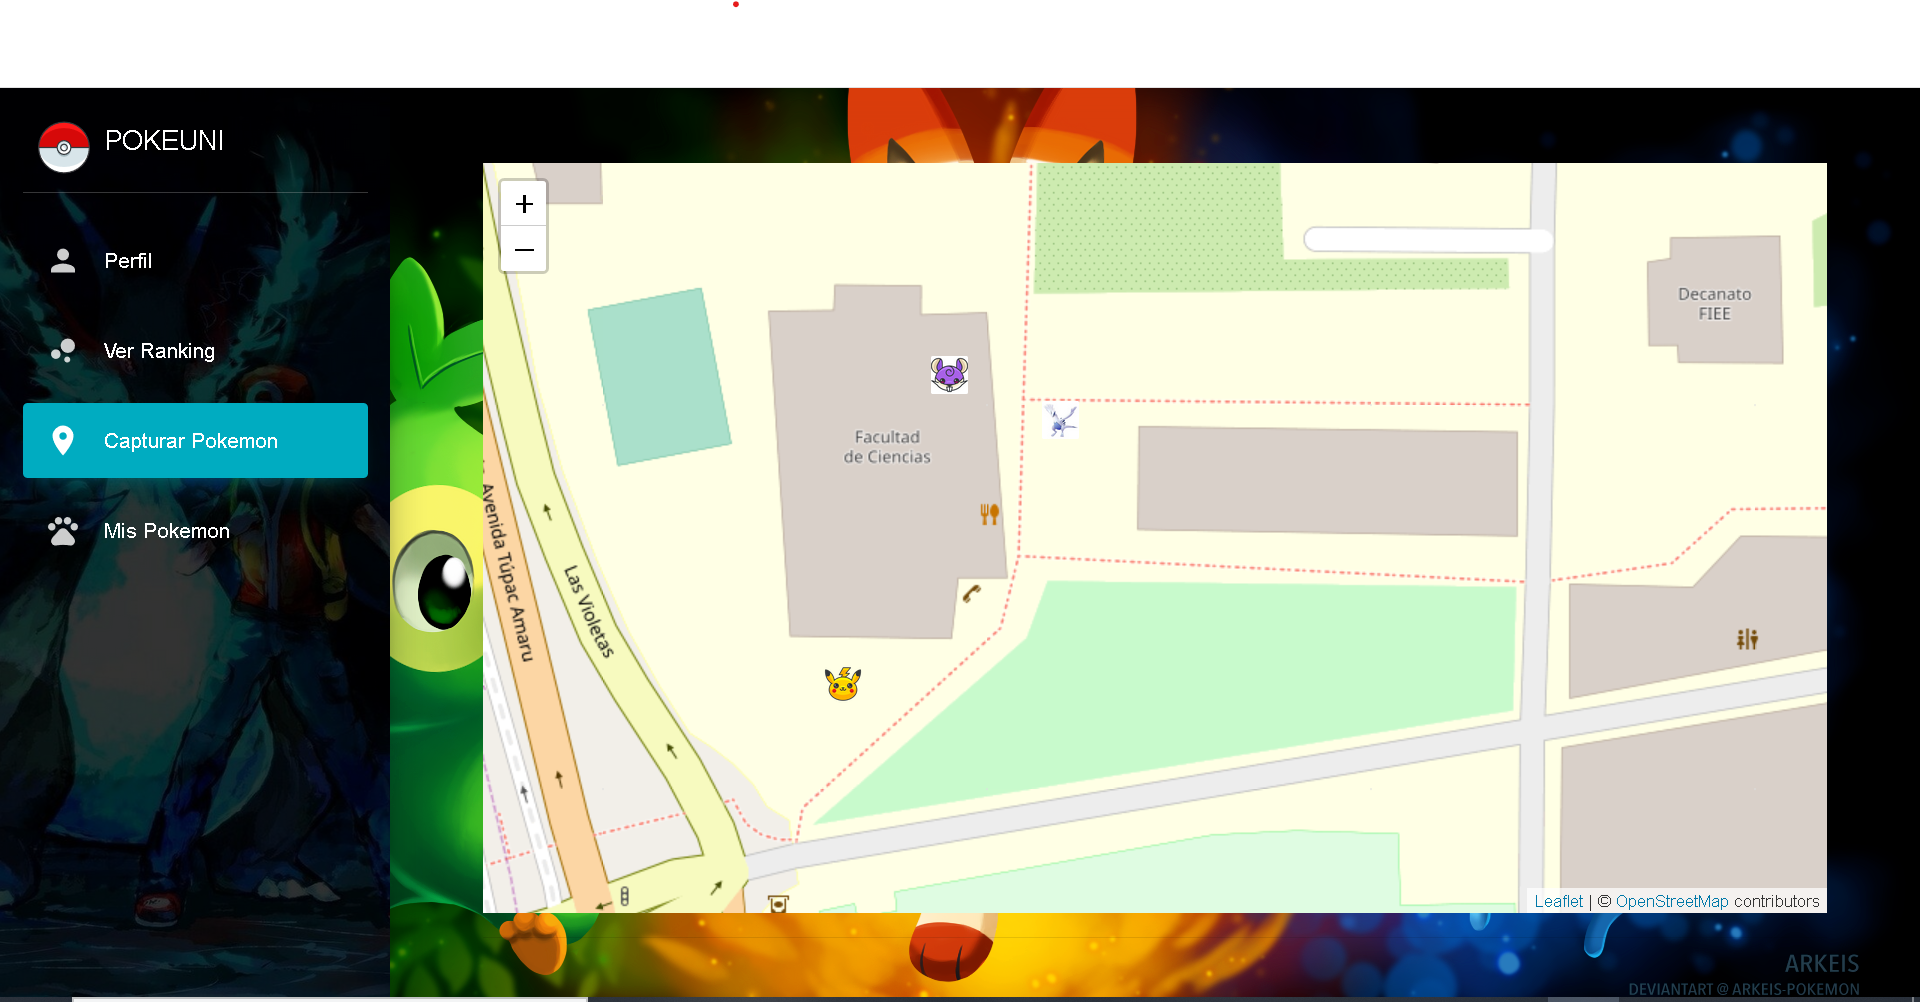 POKEUNI
Perfil
Ver Ranking
Capturar Pokemon
Mis Pokemon
+
−
Decanato
FIEE
Facultad
de Ciencias
Avenida Túpac Amaru
Las Violetas
Leaflet | © OpenStreetMap contributors
ARKEIS
DEVIANTART @ ARKEIS-POKEMON